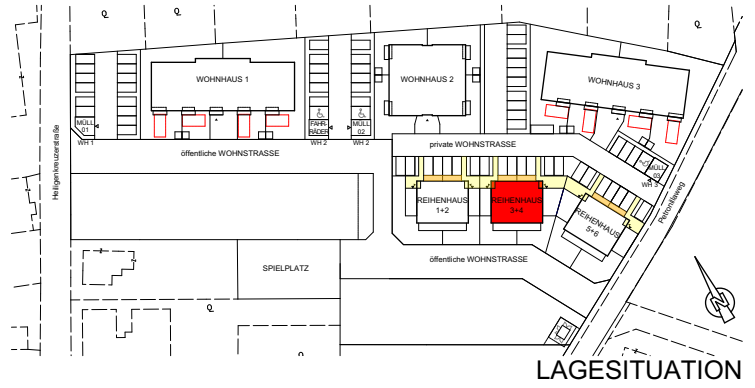 Q
Q
WOHNHAUS 1
WOHNHAUS 2
WOHNHAUS 3
MÜLL
01
WH 1
FAHR-
RÄDER
WH 2
MÜLL
02
WH 2
Heiligenkreuzerstraße
öffentliche WOHNSTRASSE
private WOHNSTRASSE
MÜLL
03
WH 3
REIHENHAUS
1+2
REIHENHAUS
3+4
REIHENHAUS
5+6
Petronillaweg
SPIELPLATZ
öffentliche WOHNSTRASSE
Q
Q
N
LAGESITUATION